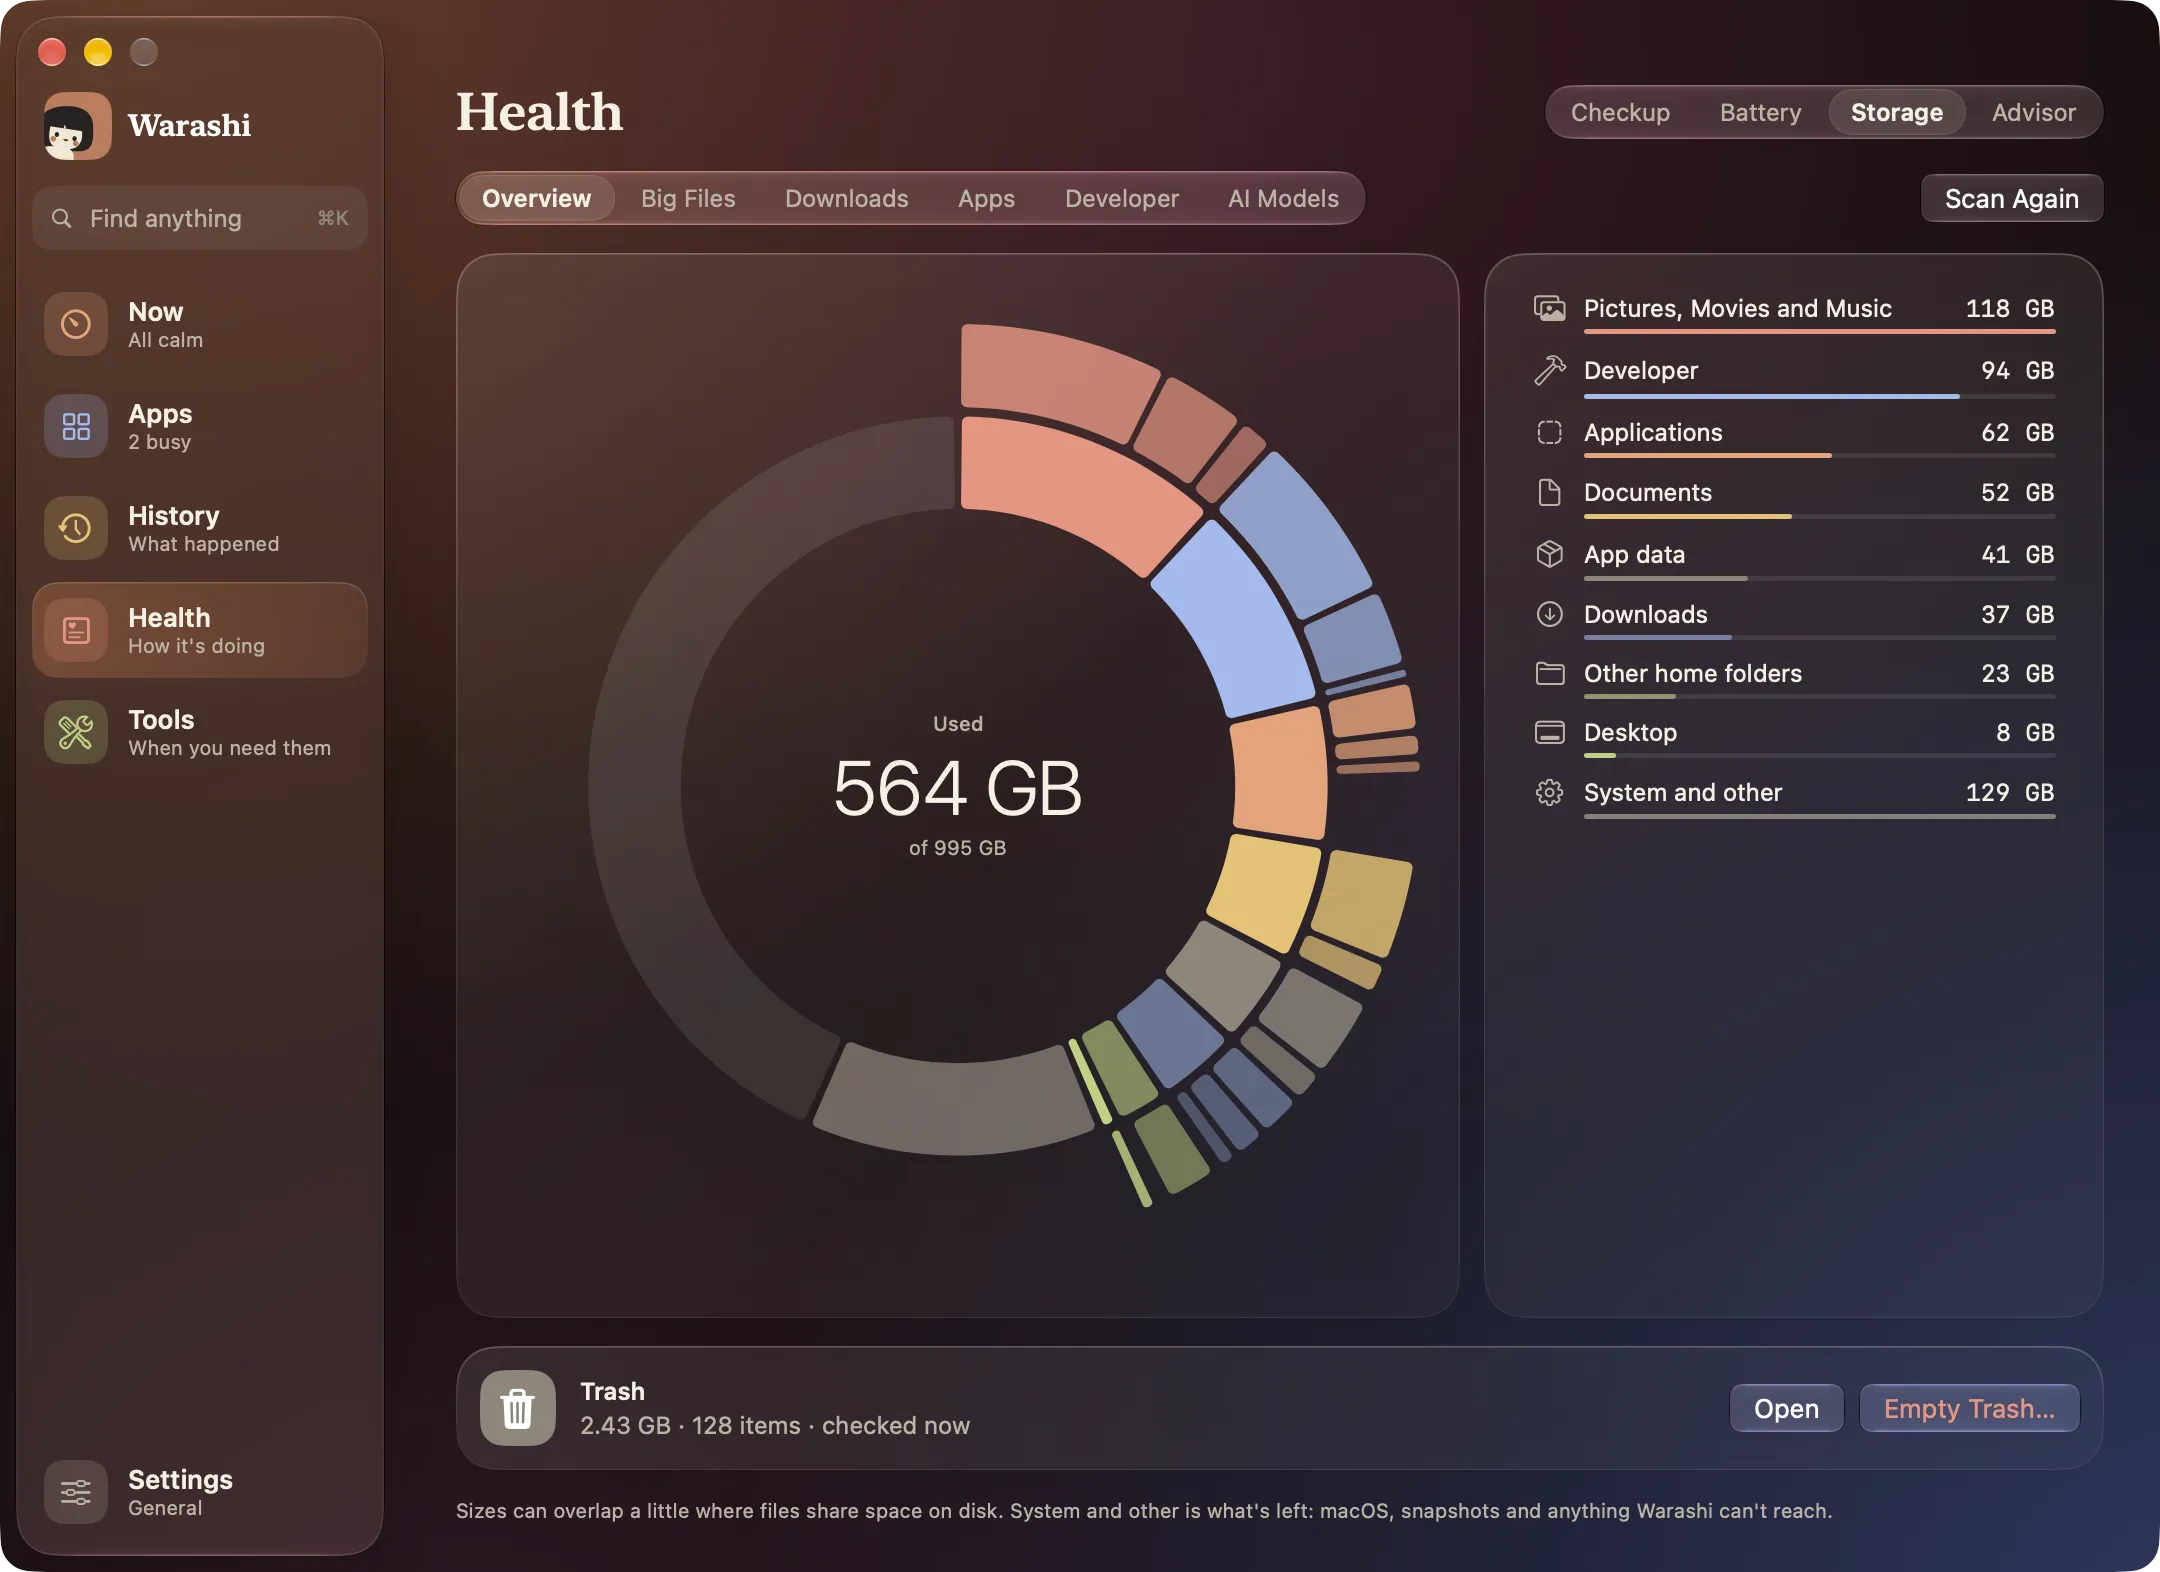 Warashi
Find anything ⌘K
Now
All calm
Apps
2 busy
History
What happened
Health
How it's doing
Tools
When you need them
Settings
General
Health
Checkup Battery Storage Advisor
Overview Big Files Downloads Apps Developer AI Models
Scan Again
Used
564 GB
of 995 GB
Pictures, Movies and Music 118 GB
Developer 94 GB
Applications 62 GB
Documents 52 GB
App data 41 GB
Downloads 37 GB
Other home folders 23 GB
Desktop 8 GB
System and other 129 GB
Trash
2.43 GB · 128 items · checked now
Open
Empty Trash...
Sizes can overlap a little where files share space on disk. System and other is what's left: macOS, snapshots and anything Warashi can't reach.